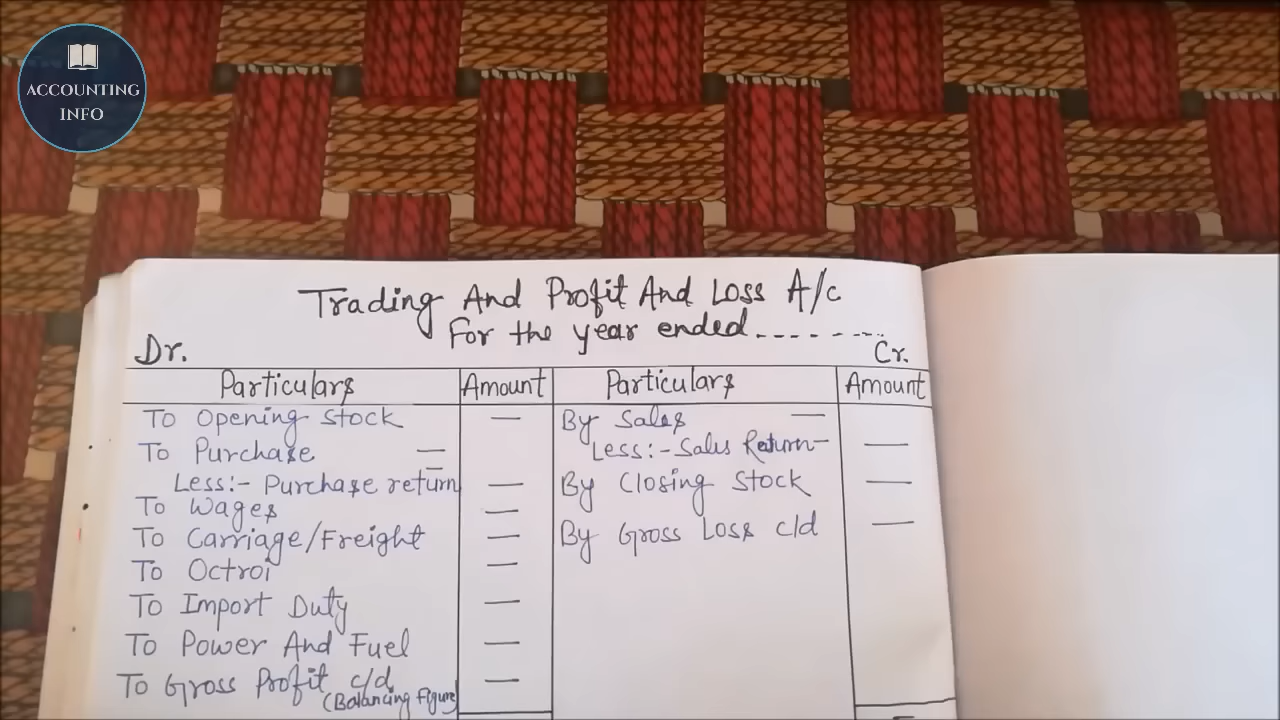 ACCOUNTING
INFO
Trading And Profit And Loss A/c
For the year ended..........
Dr.
Cr.
Particulars Amount Particulars Amount
To Opening Stock — By Sales —
To Purchase — Less:- Sales Return — —
Less:- Purchase return — By Closing Stock —
To Wages —
To Carriage/Freight — By Gross Loss c/d —
To Octroi —
To Import Duty —
To Power And Fuel —
To Gross Profit c/d —
(Balancing Figure)